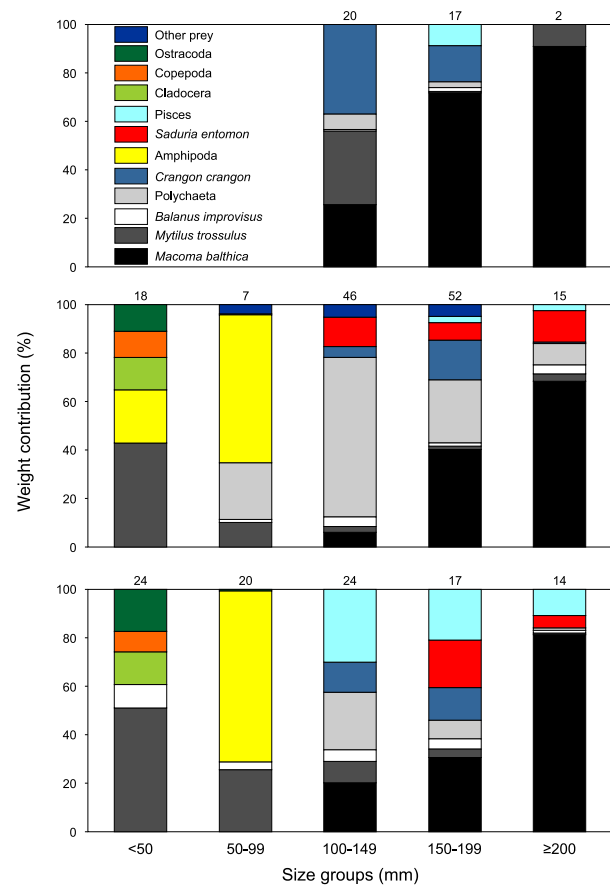 Weight contribution (%)
100
80
60
40
20
0
Other prey
Ostracoda
Copepoda
Cladocera
Pisces
Saduria entomon
Amphipoda
Crangon crangon
Polychaeta
Balanus improvisus
Mytilus trossulus
Macoma balthica
20 17 2
100
80
60
40
20
0
18 7 46 52 15
100
80
60
40
20
0
24 20 24 17 14
<50 50-99 100-149 150-199 ≥200
Size groups (mm)